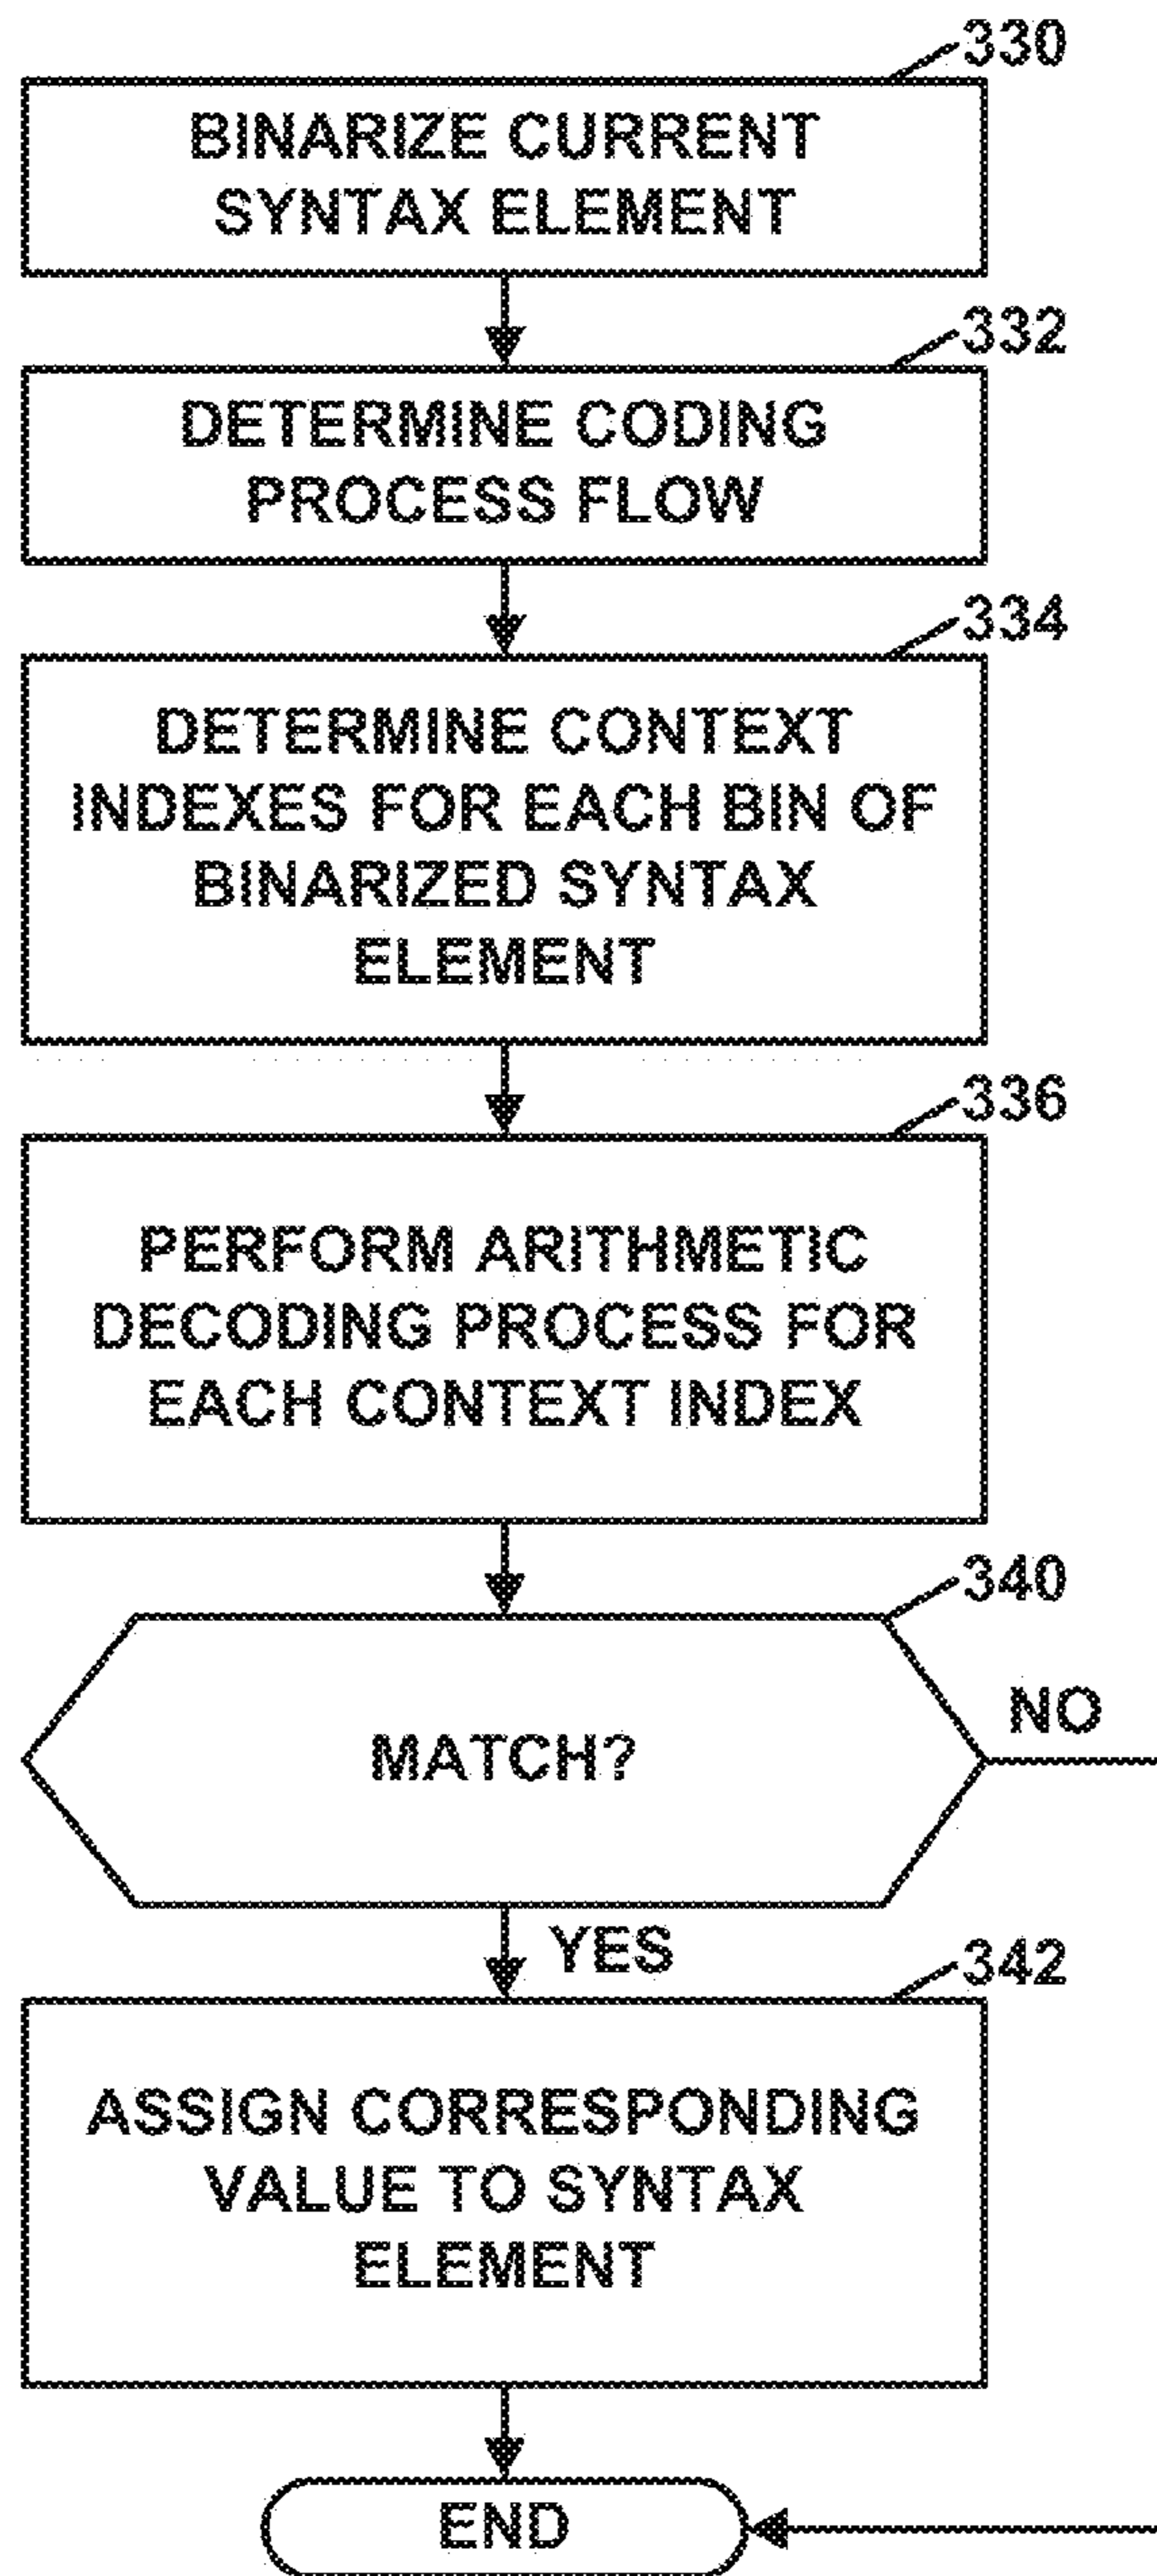 330
BINARIZE CURRENT
SYNTAX ELEMENT
332
DETERMINE CODING
PROCESS FLOW
334
DETERMINE CONTEXT
INDEXES FOR EACH BIN OF
BINARIZED SYNTAX
ELEMENT
336
PERFORM ARITHMETIC
DECODING PROCESS FOR
EACH CONTEXT INDEX
340
NO
MATCH?
YES
342
ASSIGN CORRESPONDING
VALUE TO SYNTAX
ELEMENT
END